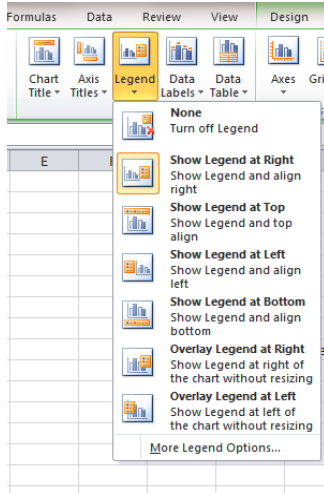 Formulas Data Review View Design
Chart Axis Legend Data Data Axes Gri
Title Titles Labels Table
None
Turn off Legend
E
Show Legend at Right
Show Legend and align
right
Show Legend at Top
Show Legend and top
align
Show Legend at Left
Show Legend and align
left
Show Legend at Bottom
Show Legend and align
bottom
Overlay Legend at Right
Show Legend at right of
the chart without resizing
Overlay Legend at Left
Show Legend at left of
the chart without resizing
More Legend Options...